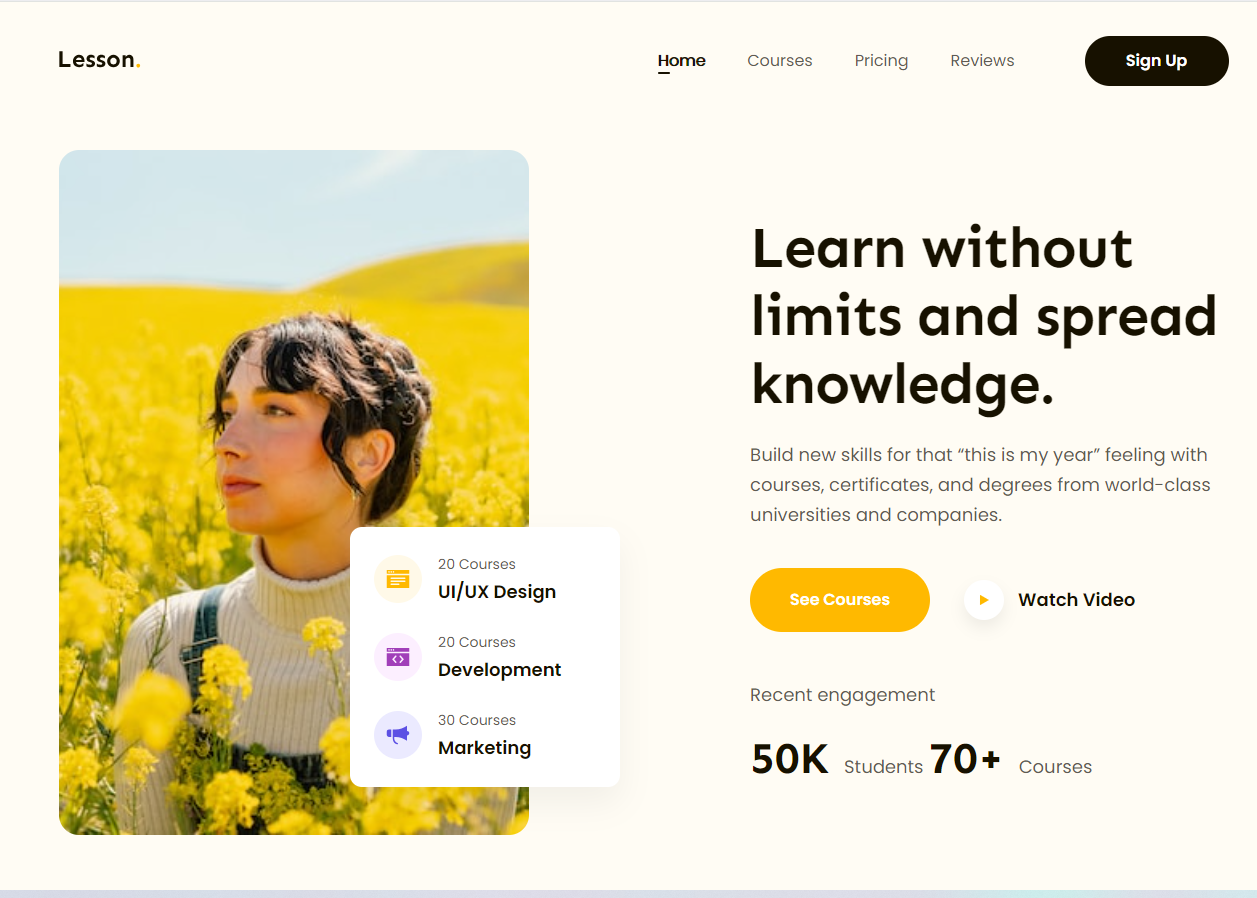 Lesson.
Home
Courses
Pricing
Reviews
Sign Up
Learn without
limits and spread
knowledge.
Build new skills for that “this is my year” feeling with
courses, certificates, and degrees from world-class
universities and companies.
See Courses
Watch Video
Recent engagement
50K Students 70+ Courses
20 Courses
UI/UX Design
20 Courses
Development
30 Courses
Marketing